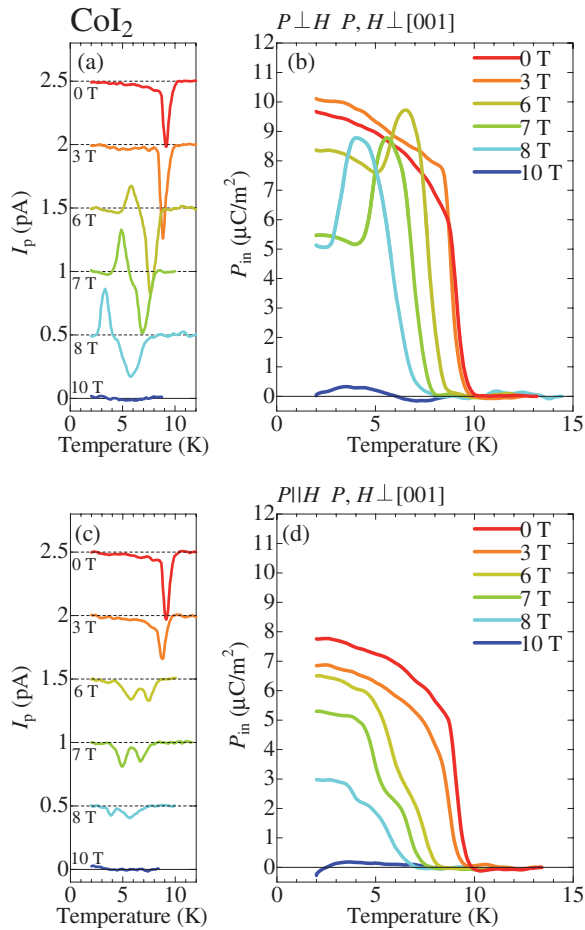 CoI₂
P⊥H P, H⊥[001]
(a)
2.5
0 T
2
3 T
1.5
6 T
1
7 T
0.5
8 T
10 T
0
Iₚ (pA)
0 5 10
Temperature (K)
(b)
12
11
10
9
8
7
6
5
4
3
2
1
0
P_in (μC/m²)
0 T
3 T
6 T
7 T
8 T
10 T
0 5 10 15
Temperature (K)
P||H P, H⊥[001]
(c)
2.5
0 T
2
3 T
1.5
6 T
1
7 T
0.5
8 T
10 T
0
Iₚ (pA)
0 5 10
Temperature (K)
(d)
12
11
10
9
8
7
6
5
4
3
2
1
0
P_in (μC/m²)
0 T
3 T
6 T
7 T
8 T
10 T
0 5 10 15
Temperature (K)